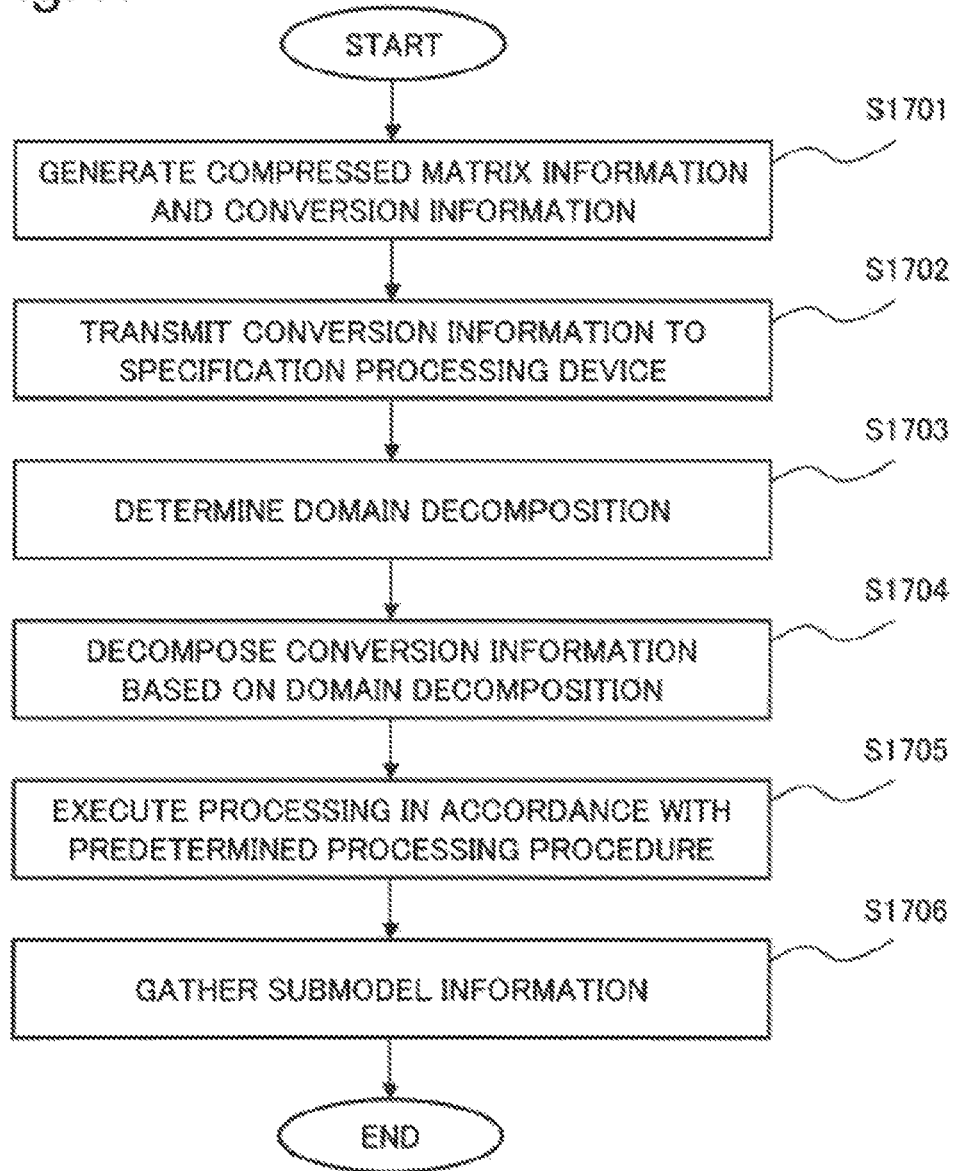 START
S1701
GENERATE COMPRESSED MATRIX INFORMATION
AND CONVERSION INFORMATION
S1702
TRANSMIT CONVERSION INFORMATION TO
SPECIFICATION PROCESSING DEVICE
S1703
DETERMINE DOMAIN DECOMPOSITION
S1704
DECOMPOSE CONVERSION INFORMATION
BASED ON DOMAIN DECOMPOSITION
S1705
EXECUTE PROCESSING IN ACCORDANCE WITH
PREDETERMINED PROCESSING PROCEDURE
S1706
GATHER SUBMODEL INFORMATION
END